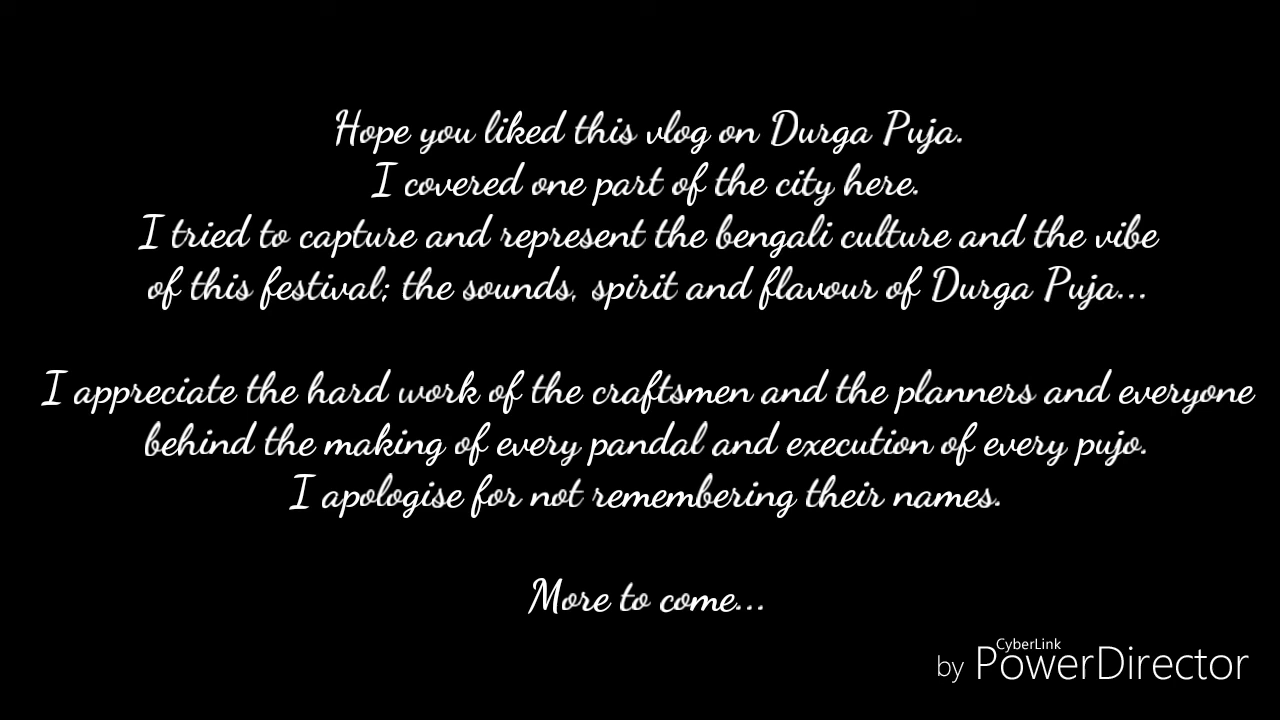 Hope you liked this vlog on Durga Puja.
I covered one part of the city here.
I tried to capture and represent the bengali culture and the vibe
of this festival; the sounds, spirit and flavour of Durga Puja...
I appreciate the hard work of the craftsmen and the planners and everyone
behind the making of every pandal and execution of every pujo.
I apologise for not remembering their names.
More to come...
CyberLink
by PowerDirector